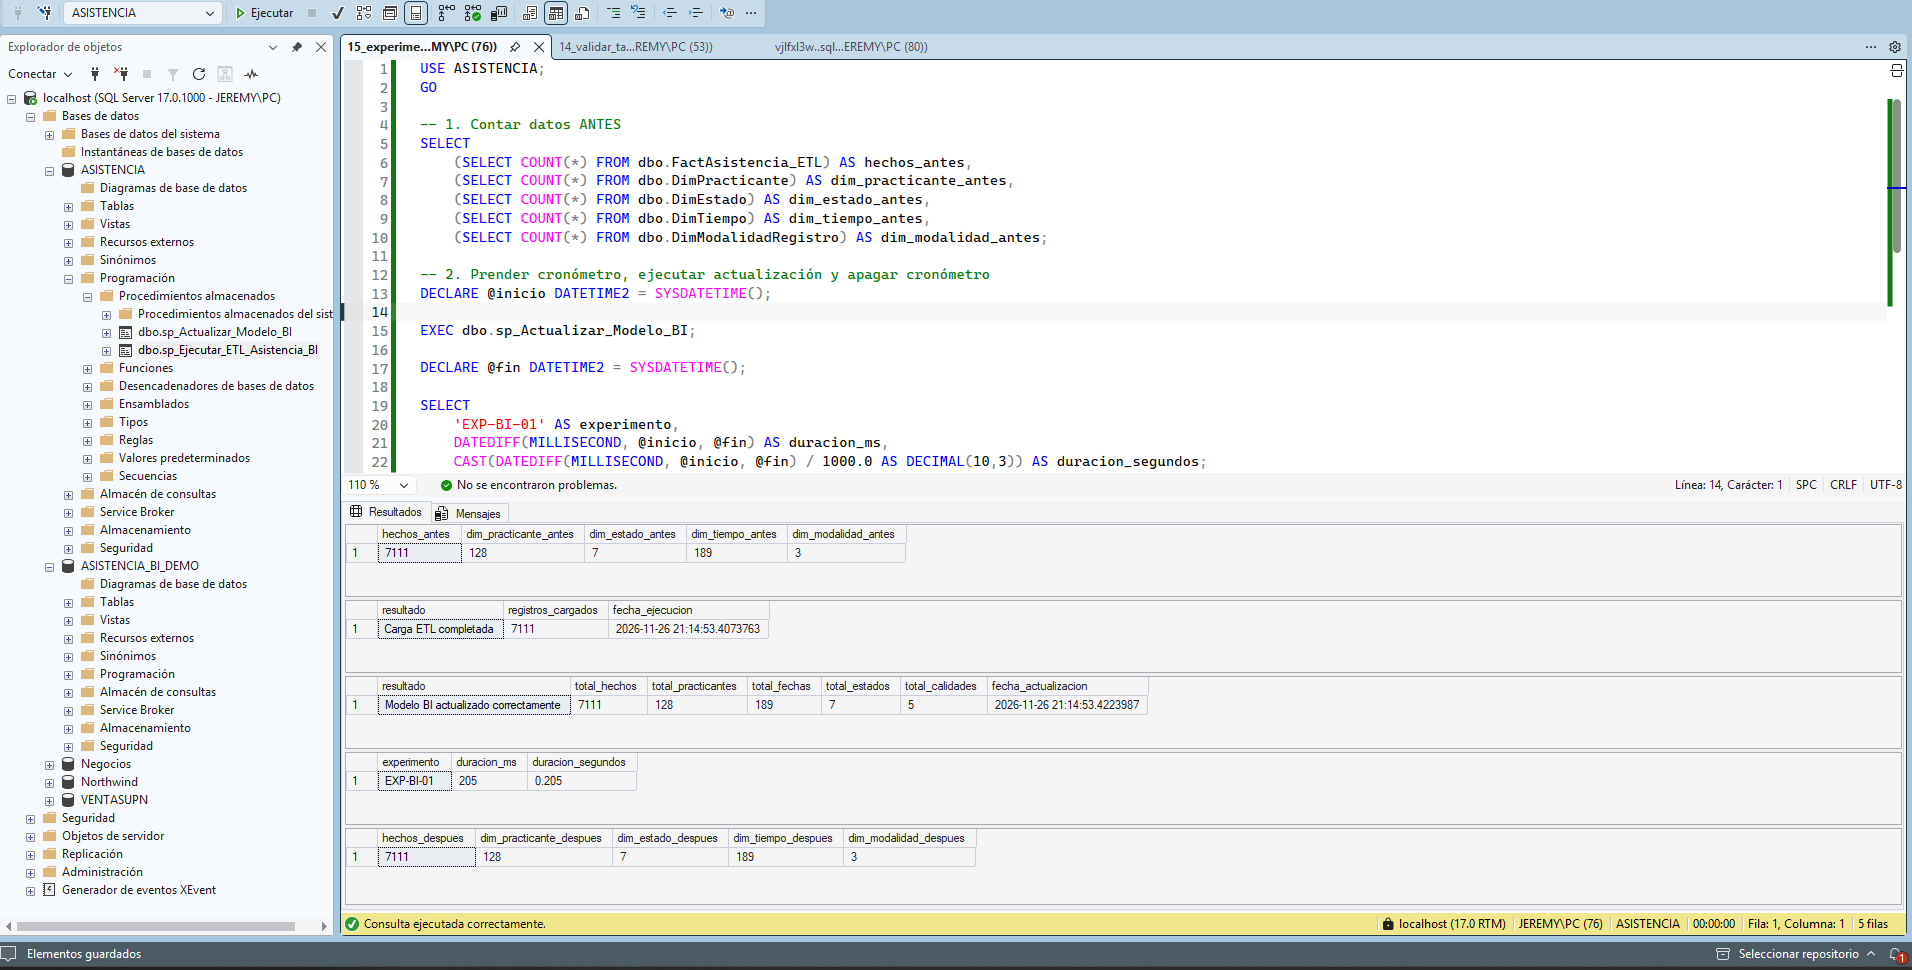 ASISTENCIA
Ejecutar
Explorador de objetos
Conectar
localhost (SQL Server 17.0.1000 - JEREMY\PC)
Bases de datos
Bases de datos del sistema
Instantáneas de bases de datos
ASISTENCIA
Diagramas de base de datos
Tablas
Vistas
Recursos externos
Sinónimos
Programación
Procedimientos almacenados
Procedimientos almacenados del sist
dbo.sp_Actualizar_Modelo_BI
dbo.sp_Ejecutar_ETL_Asistencia_BI
Funciones
Desencadenadores de bases de datos
Ensamblados
Tipos
Reglas
Valores predeterminados
Secuencias
Almacén de consultas
Service Broker
Almacenamiento
Seguridad
ASISTENCIA_BI_DEMO
Diagramas de base de datos
Tablas
Vistas
Recursos externos
Sinónimos
Programación
Almacén de consultas
Service Broker
Almacenamiento
Seguridad
Negocios
Northwind
VENTASUPN
Seguridad
Objetos de servidor
Replicación
Administración
Generador de eventos XEvent
15_experime...MY\PC (76))
14_validar_ta...REMY\PC (53))
vjlfxl3w..sql...EREMY\PC (80))
1 USE ASISTENCIA;
2 GO
3
4 -- 1. Contar datos ANTES
5 SELECT
6 (SELECT COUNT(*) FROM dbo.FactAsistencia_ETL) AS hechos_antes,
7 (SELECT COUNT(*) FROM dbo.DimPracticante) AS dim_practicante_antes,
8 (SELECT COUNT(*) FROM dbo.DimEstado) AS dim_estado_antes,
9 (SELECT COUNT(*) FROM dbo.DimTiempo) AS dim_tiempo_antes,
10 (SELECT COUNT(*) FROM dbo.DimModalidadRegistro) AS dim_modalidad_antes;
11
12 -- 2. Prender cronómetro, ejecutar actualización y apagar cronómetro
13 DECLARE @inicio DATETIME2 = SYSDATETIME();
14
15 EXEC dbo.sp_Actualizar_Modelo_BI;
16
17 DECLARE @fin DATETIME2 = SYSDATETIME();
18
19 SELECT
20 'EXP-BI-01' AS experimento,
21 DATEDIFF(MILLISECOND, @inicio, @fin) AS duracion_ms,
22 CAST(DATEDIFF(MILLISECOND, @inicio, @fin) / 1000.0 AS DECIMAL(10,3)) AS duracion_segundos;
110 % No se encontraron problemas. Línea: 14, Carácter: 1 SPC CRLF UTF-8
Resultados Mensajes
hechos_antes dim_practicante_antes dim_estado_antes dim_tiempo_antes dim_modalidad_antes
1 7111 128 7 189 3
resultado registros_cargados fecha_ejecucion
1 Carga ETL completada 7111 2026-11-26 21:14:53.4073763
resultado total_hechos total_practicantes total_fechas total_estados total_calidades fecha_actualizacion
1 Modelo BI actualizado correctamente 7111 128 189 7 5 2026-11-26 21:14:53.4223987
experimento duracion_ms duracion_segundos
1 EXP-BI-01 205 0.205
hechos_despues dim_practicante_despues dim_estado_despues dim_tiempo_despues dim_modalidad_despues
1 7111 128 7 189 3
Consulta ejecutada correctamente. localhost (17.0 RTM) JEREMY\PC (76) ASISTENCIA 00:00:00 Fila: 1, Columna: 1 5 filas
Elementos guardados Seleccionar repositorio 1